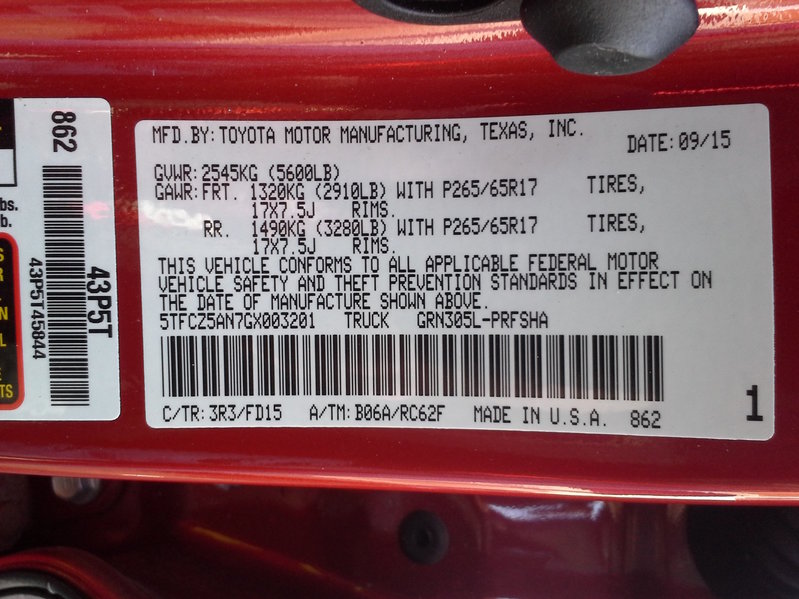 MFD.BY: TOYOTA MOTOR MANUFACTURING, TEXAS, INC. DATE: 09/15
GVWR: 2545KG (5600LB)
GAWR: FRT. 1320KG (2910LB) WITH P265/65R17 TIRES,
17X7.5J RIMS.
RR. 1490KG (3280LB) WITH P265/65R17 TIRES,
17X7.5J RIMS.
THIS VEHICLE CONFORMS TO ALL APPLICABLE FEDERAL MOTOR
VEHICLE SAFETY AND THEFT PREVENTION STANDARDS IN EFFECT ON
THE DATE OF MANUFACTURE SHOWN ABOVE.
5TFCZ5AN7GX003201 TRUCK GRN305L-PRFSHA
C/TR: 3R3/FD15 A/TM: B06A/RC62F MADE IN U.S.A. 862
1
862
43P5T
43P5T45844
bs.
b.
S
R
N
L
E
TS